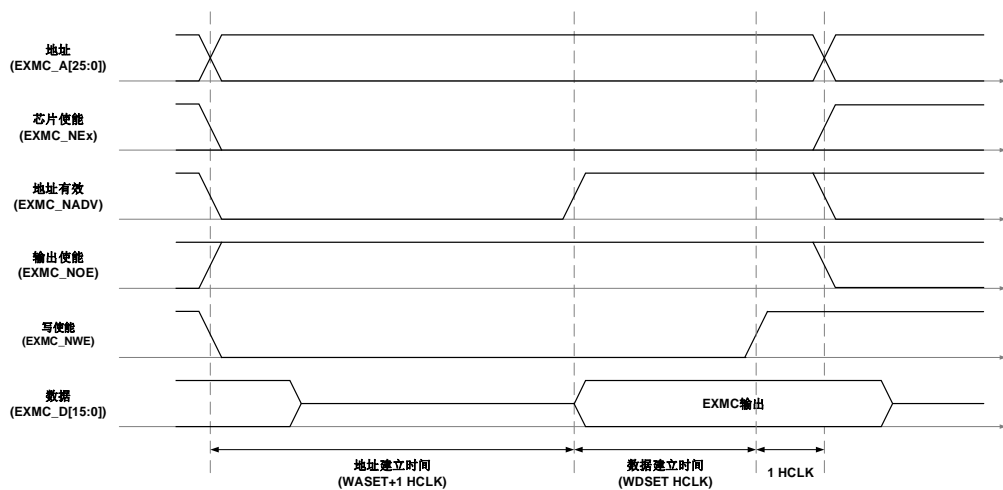 地址
(EXMC_A[25:0])
芯片使能
(EXMC_NEx)
地址有效
(EXMC_NADV)
输出使能
(EXMC_NOE)
写使能
(EXMC_NWE)
数据
(EXMC_D[15:0])
EXMC输出
地址建立时间
(WASET+1 HCLK)
数据建立时间
(WDSET HCLK)
1 HCLK